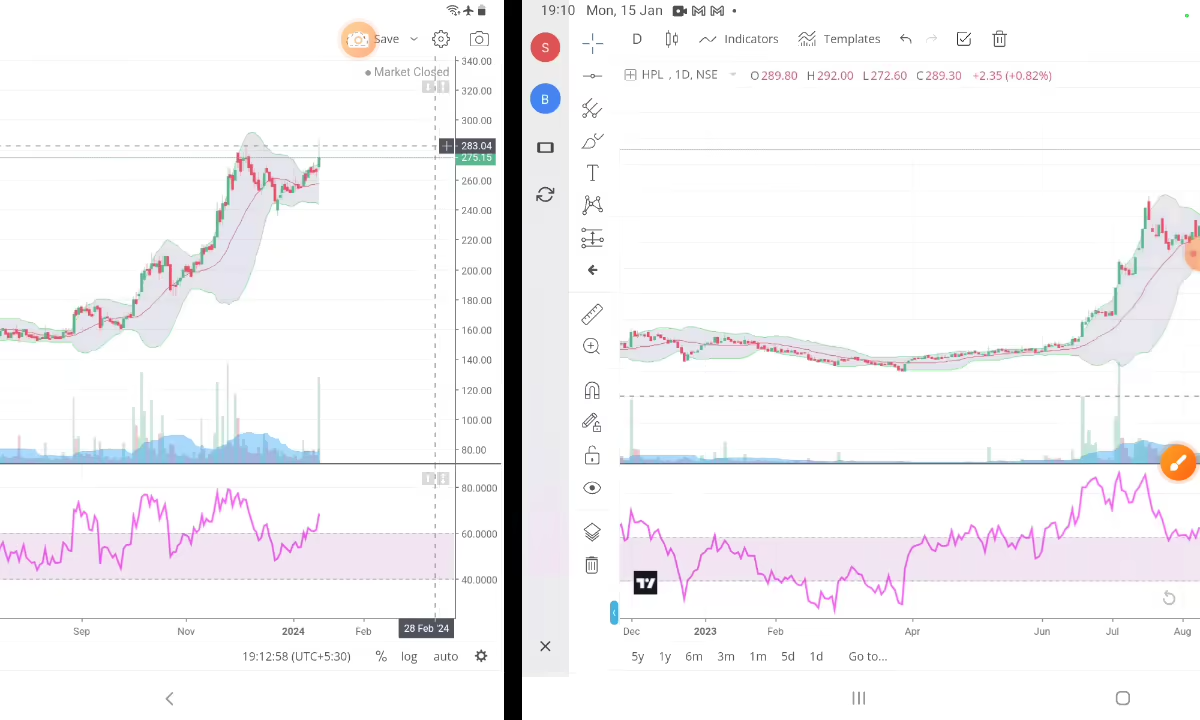 Save
Market Closed
340.00
320.00
300.00
283.04
275.15
260.00
240.00
220.00
200.00
180.00
160.00
140.00
120.00
100.00
80.00
80.0000
60.0000
40.0000
Sep Nov 2024 Feb 28 Feb '24
19:12:58 (UTC+5:30) % log auto
19:10 Mon, 15 Jan
S
B
D Indicators Templates
HPL , 1D, NSE O289.80 H292.00 L272.60 C289.30 +2.35 (+0.82%)
T
Dec 2023 Feb Apr Jun Jul Aug
5y 1y 6m 3m 1m 5d 1d Go to...